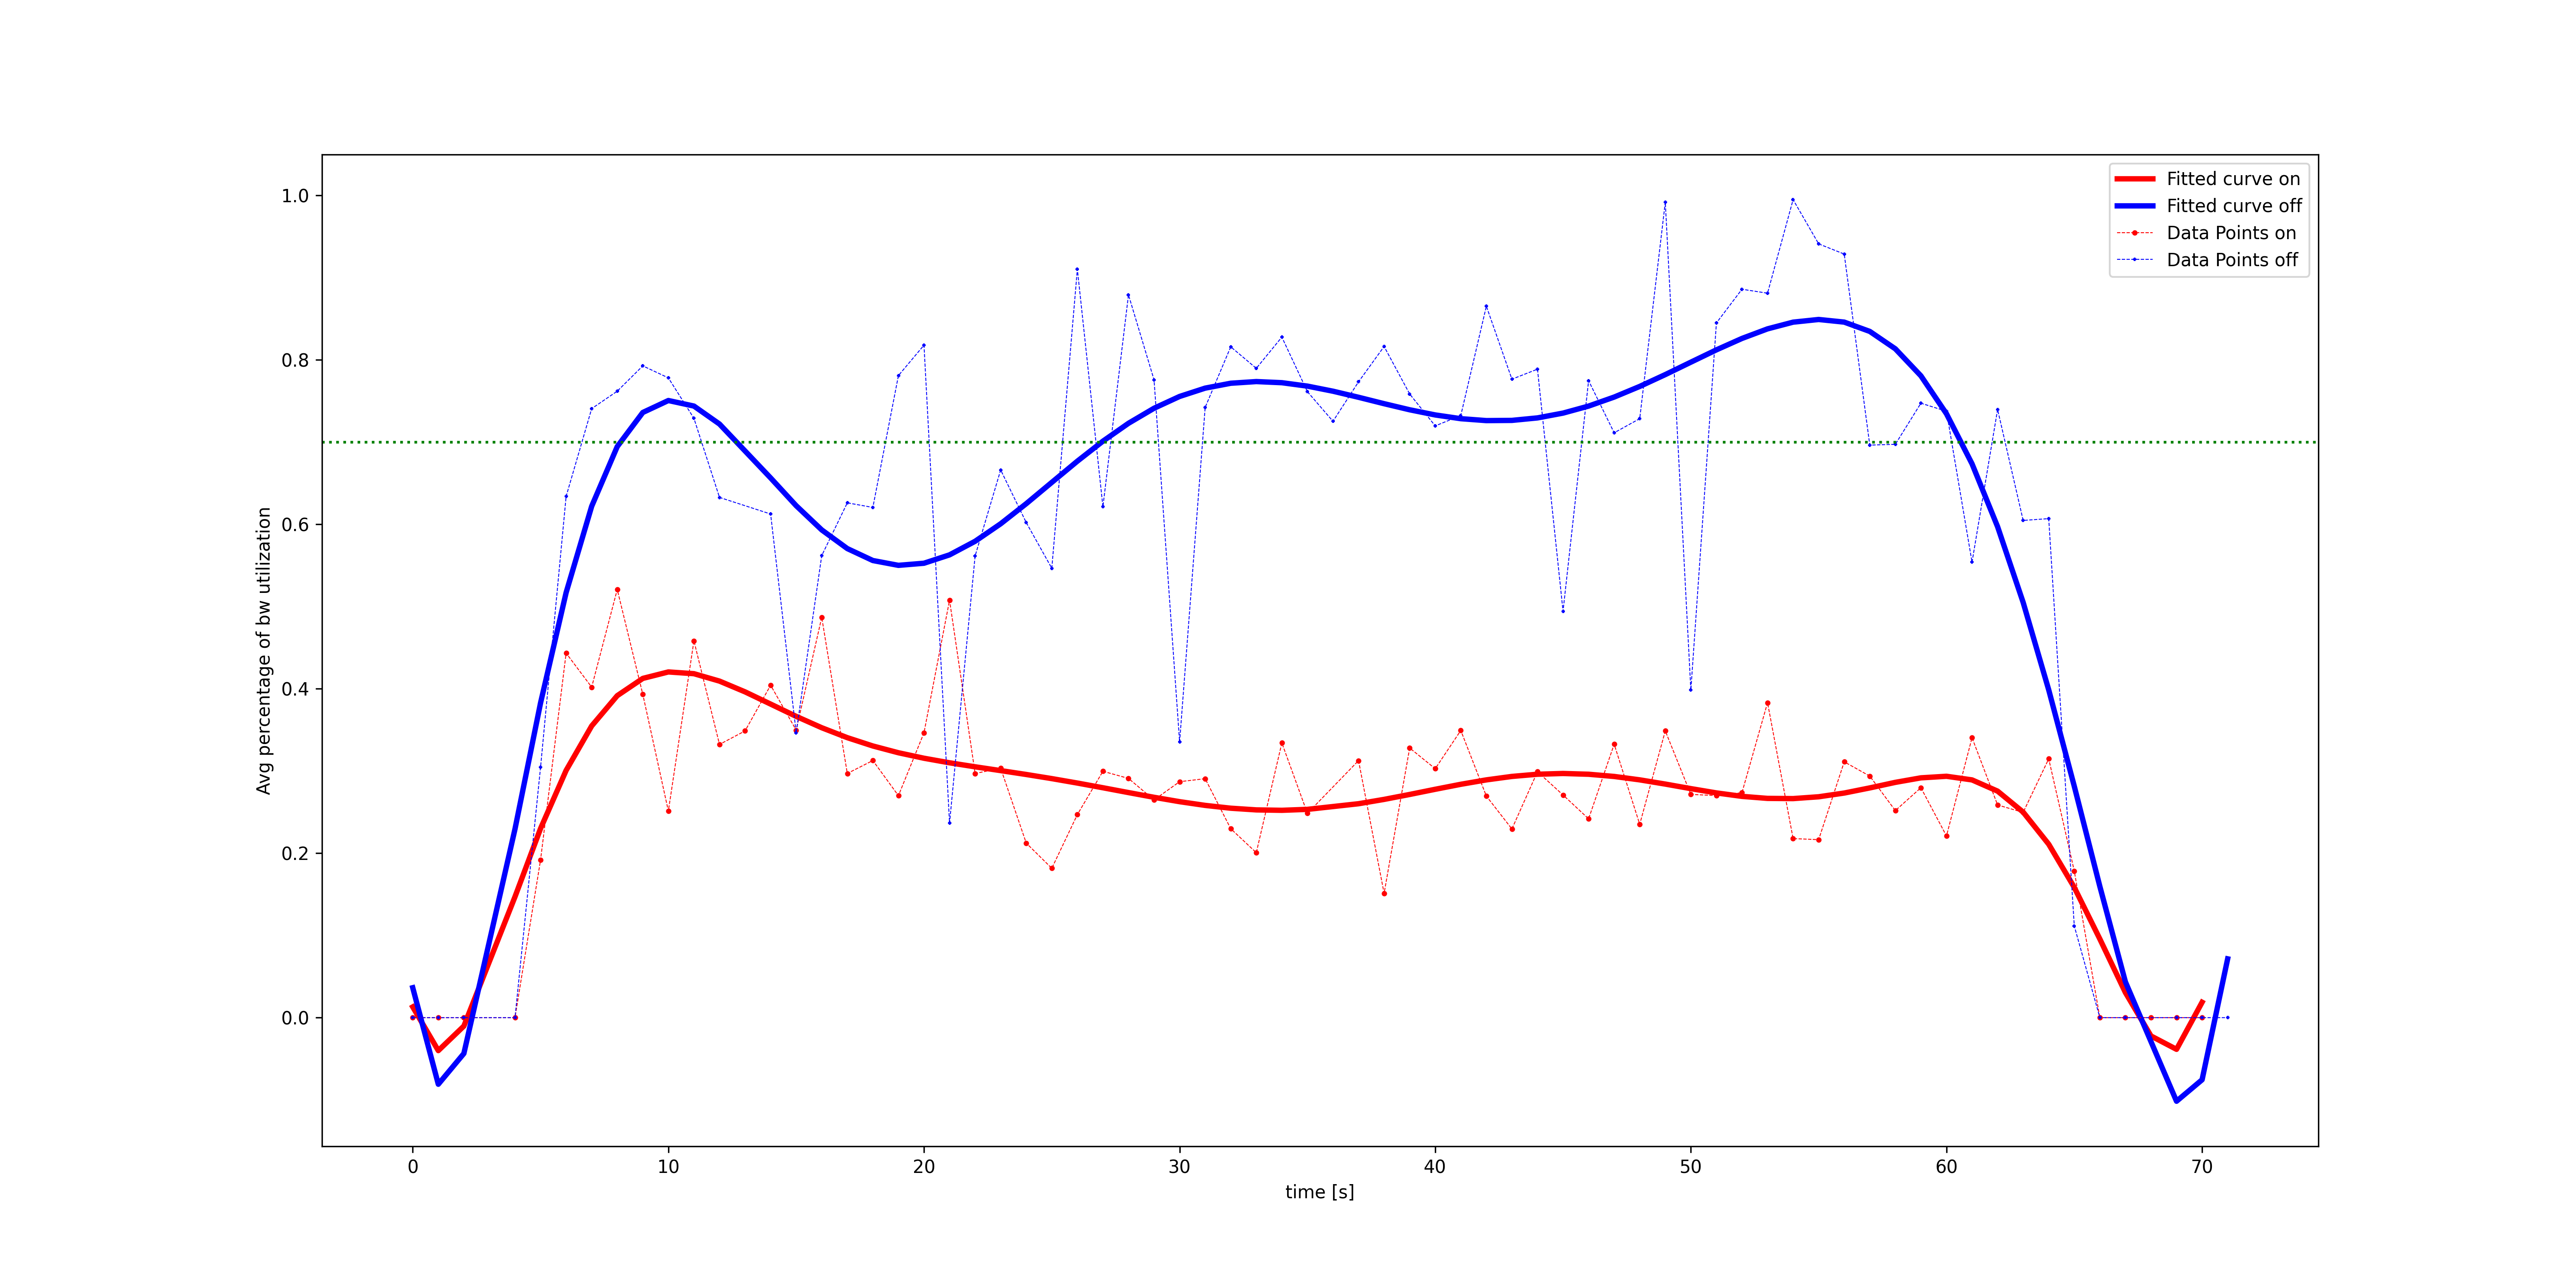 Fitted curve on
Fitted curve off
Data Points on
Data Points off
1.0
0.8
0.6
0.4
0.2
0.0
Avg percentage of bw utilization
0 10 20 30 40 50 60 70
time [s]